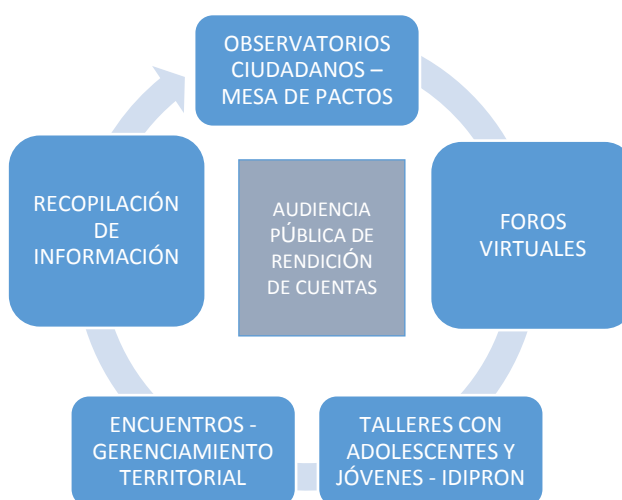 OBSERVATORIOS
CIUDADANOS –
MESA DE PACTOS
RECOPILACIÓN
DE
INFORMACIÓN
AUDIENCIA
PÚBLICA DE
RENDICIÓN
DE CUENTAS
FOROS
VIRTUALES
ENCUENTROS -
GERENCIAMIENTO
TERRITORIAL
TALLERES CON
ADOLESCENTES Y
JÓVENES - IDIPRON